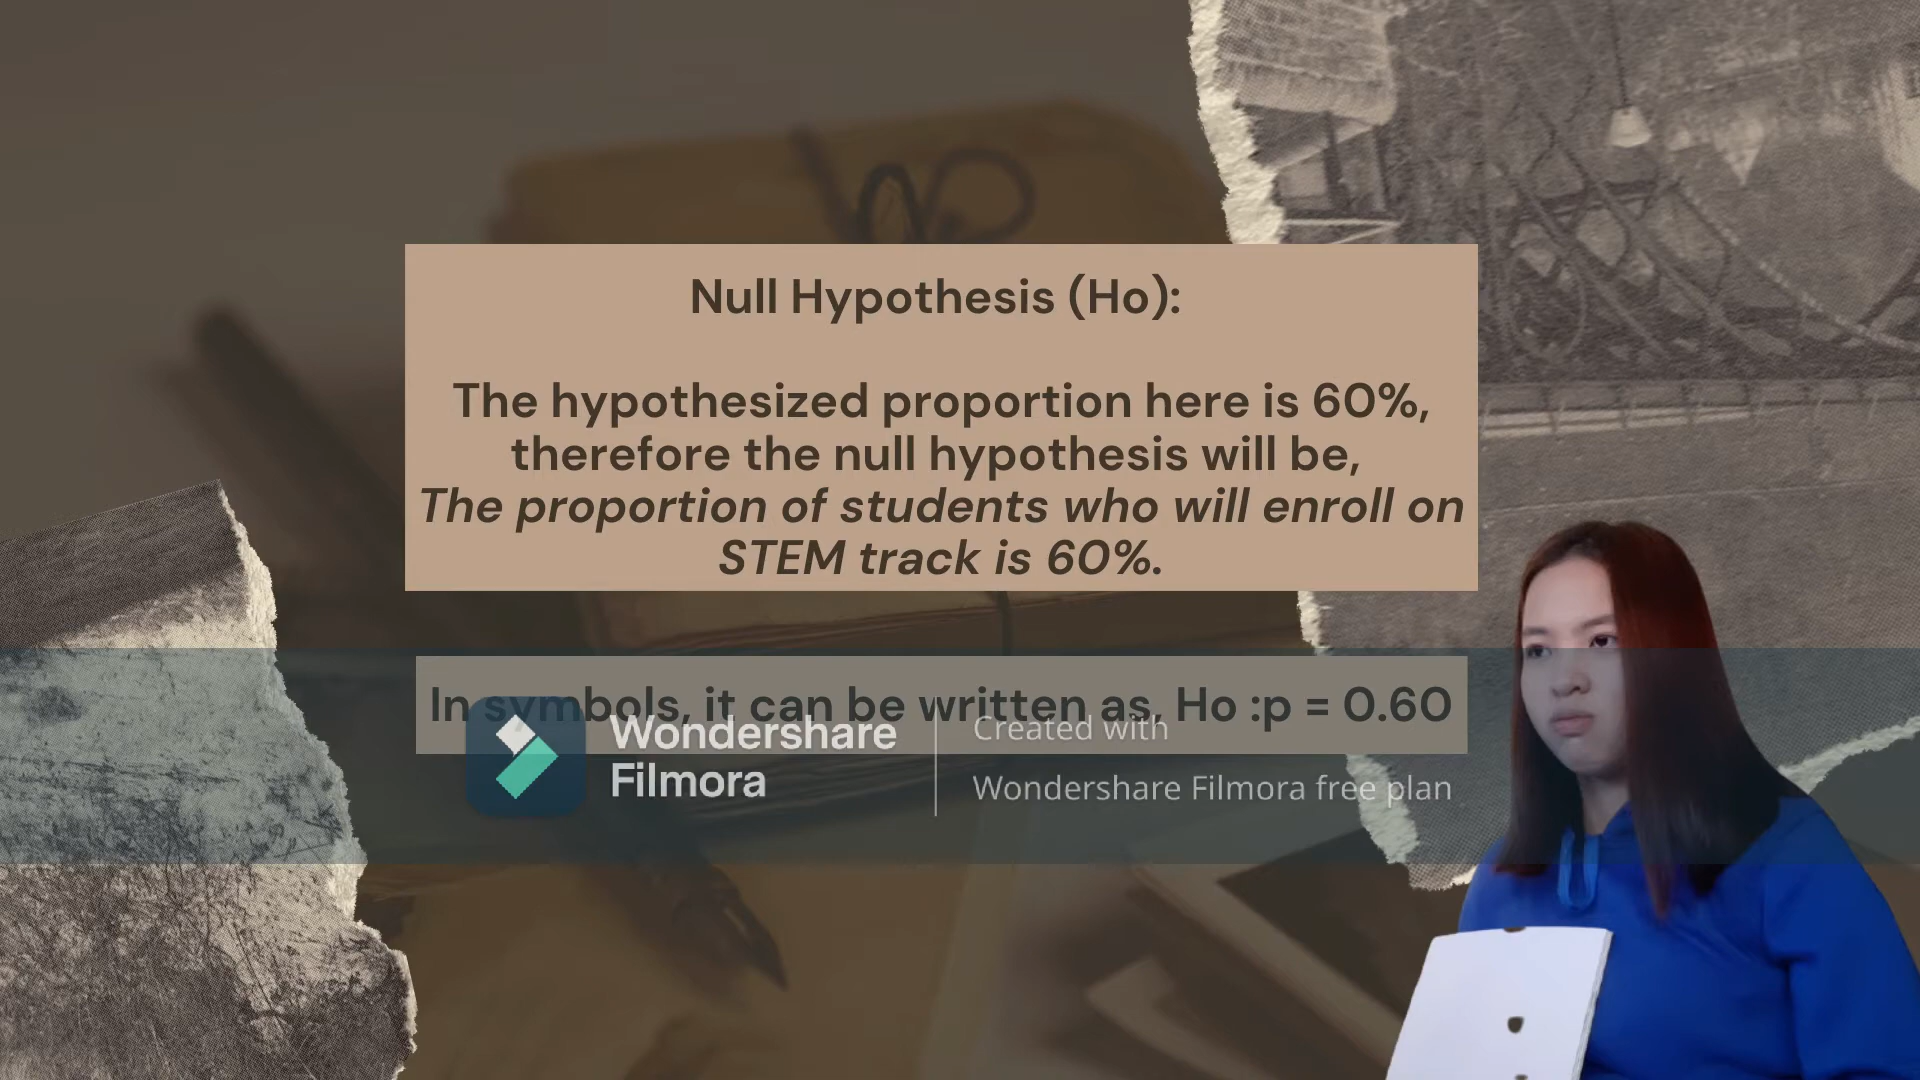 Null Hypothesis (Ho):
The hypothesized proportion here is 60%,
therefore the null hypothesis will be,
The proportion of students who will enroll on
STEM track is 60%.
In symbols, it can be written as, Ho :p = 0.60
Wondershare
Filmora
Created with
Wondershare Filmora free plan